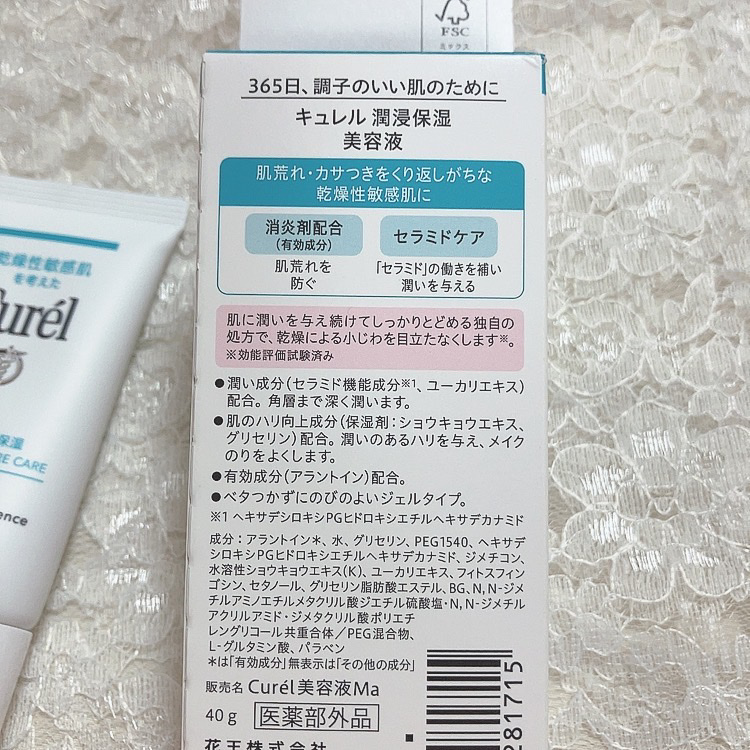 FSC
ミックス
365日、調子のいい肌のために
キュレル 潤浸保湿
美容液
肌荒れ・カサつきをくり返しがちな
乾燥性敏感肌に
消炎剤配合
(有効成分)
肌荒れを
防ぐ
セラミドケア
「セラミド」の働きを補い
潤いを与える
肌に潤いを与え続けてしっかりとどめる独自の
処方で、乾燥による小じわを目立たなくします※。
※効能評価試験済み
●潤い成分(セラミド機能成分※1、ユーカリエキス)
配合。角層まで深く潤います。
●肌のハリ向上成分(保湿剤:ショウキョウエキス、
グリセリン)配合。潤いのあるハリを与え、メイク
のりをよくします。
●有効成分(アラントイン)配合。
●ベタつかずにのびのよいジェルタイプ。
※1 ヘキサデシロキシPGヒドロキシエチルヘキサデカナミド
成分:アラントイン*、水、グリセリン、PEG1540、ヘキサデ
シロキシPGヒドロキシエチルヘキサデカナミド、ジメチコン、
水溶性ショウキョウエキス(K)、ユーカリエキス、フィトスフィン
ゴシン、セタノール、グリセリン脂肪酸エステル、BG、N,N-ジメ
チルアミノエチルメタクリル酸ジエチル硫酸塩・N,N-ジメチル
アクリルアミド・ジメタクリル酸ポリエチ
レングリコール共重合体/PEG混合物、
L-グルタミン酸、パラベン
*は「有効成分」無表示は「その他の成分」
販売名 Curél美容液Ma
40g 医薬部外品
花王株式会社
281715
乾燥性敏感肌
を考えた
Curél
保湿
CARE
ence